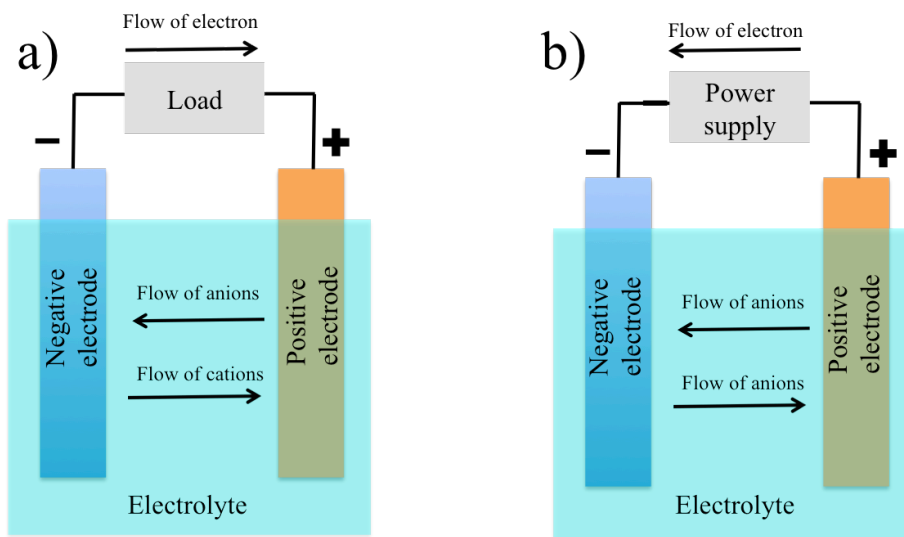 a)
Flow of electron
Load
−
+
Negative
electrode
Flow of anions
Flow of cations
Positive
electrode
Electrolyte
b)
Flow of electron
Power
supply
−
+
Negative
electrode
Flow of anions
Flow of anions
Positive
electrode
Electrolyte